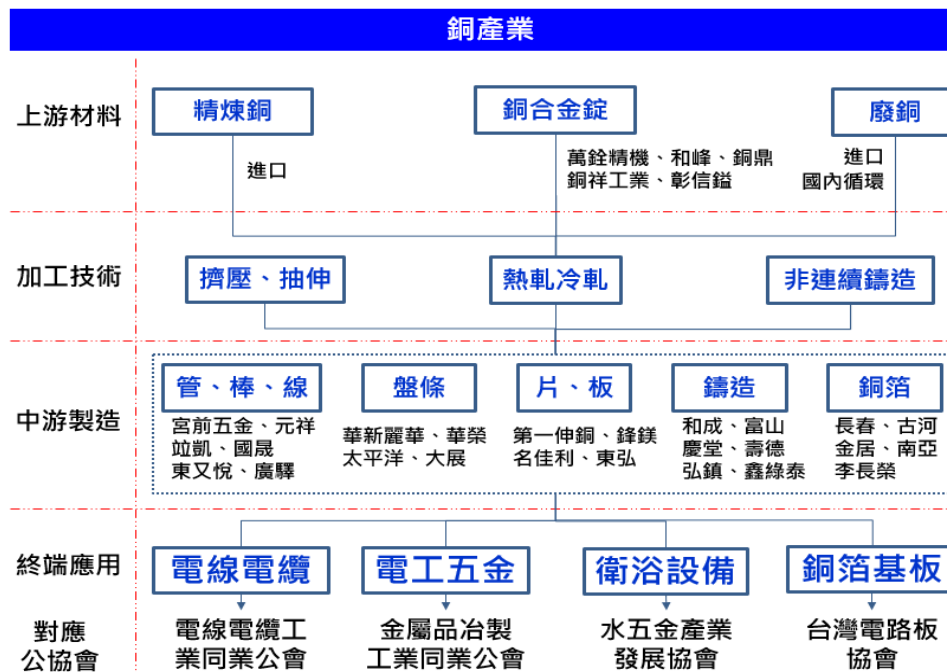 銅產業
上游材料
精煉銅
銅合金錠
廢銅
進口
萬銓精機、和峰、銅鼎
銅祥工業、彰信鎰
進口
國內循環
加工技術
擠壓、抽伸
熱軋冷軋
非連續鑄造
中游製造
管、棒、線
盤條
片、板
鑄造
銅箔
宮前五金、元祥
竝凱、國晟
東又悅、廣驛
華新麗華、華榮
太平洋、大展
第一伸銅、鋒鎂
名佳利、東弘
和成、富山
慶堂、壽德
弘鎮、鑫綠泰
長春、古河
金居、南亞
李長榮
終端應用
電線電纜
電工五金
衛浴設備
銅箔基板
對應
公協會
電線電纜工
業同業公會
金屬品冶製
工業同業公會
水五金產業
發展協會
台灣電路板
協會